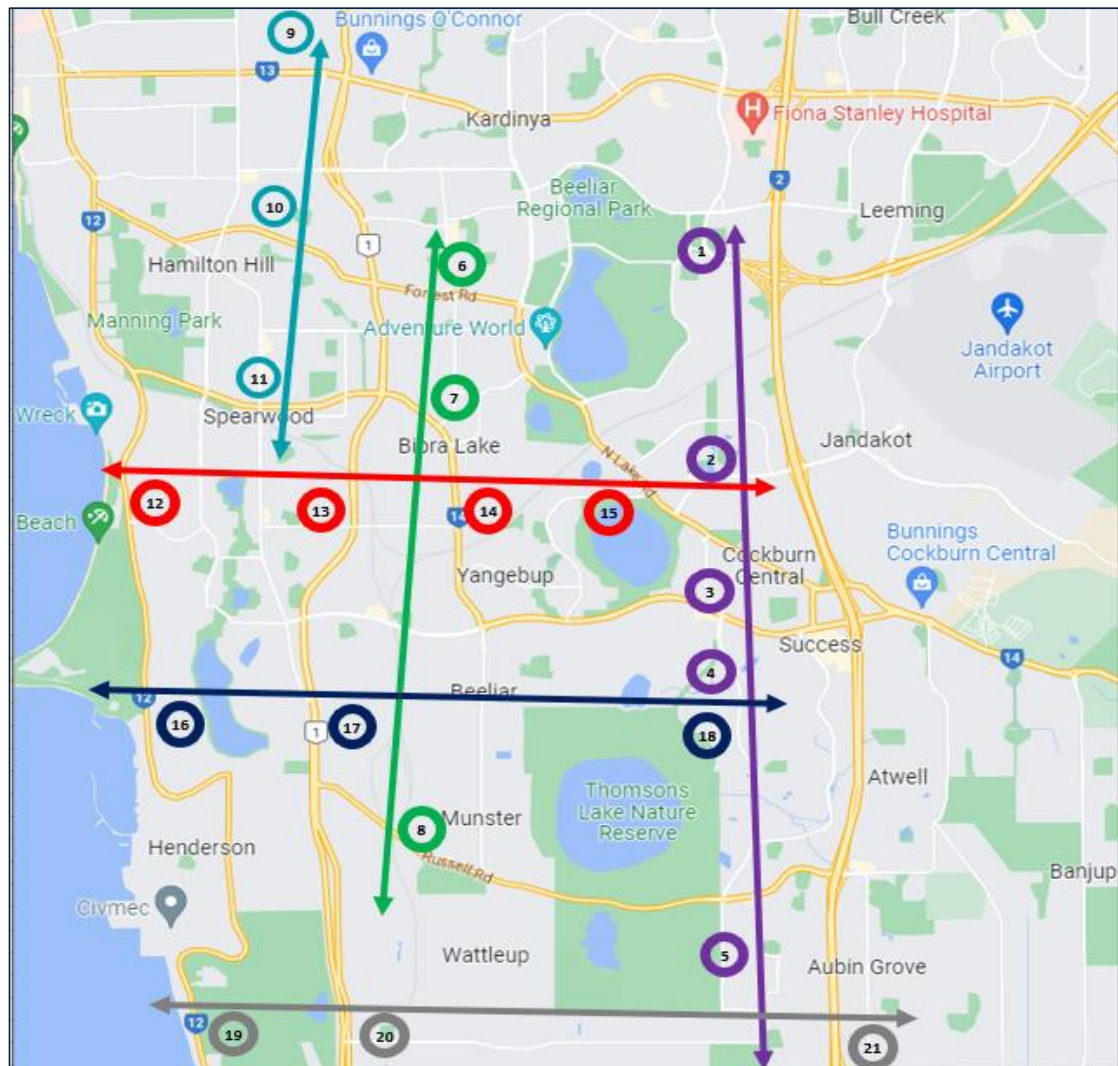 Bull Creek
9
Bunnings O'Connor
13
Kardinya
Fiona Stanley Hospital
2
Beeliar
Regional Park
10
12
Leeming
1
1
Hamilton Hill
6
Forrest Rd
Manning Park
Adventure World
Jandakot
Airport
11
7
Wreck
Spearwood
Bibra Lake
Jandakot
N Lake Rd
2
12
13
14
14
15
Beach
Bunnings
Cockburn Central
Cockburn
Central
Yangebup
3
Success
14
4
Beeliar
12
16
1
17
18
Atwell
Thomsons
Lake Nature
Reserve
8
Munster
Henderson
Russell Rd
Banjup
Civmec
Wattleup
5
Aubin Grove
12
19
20
21